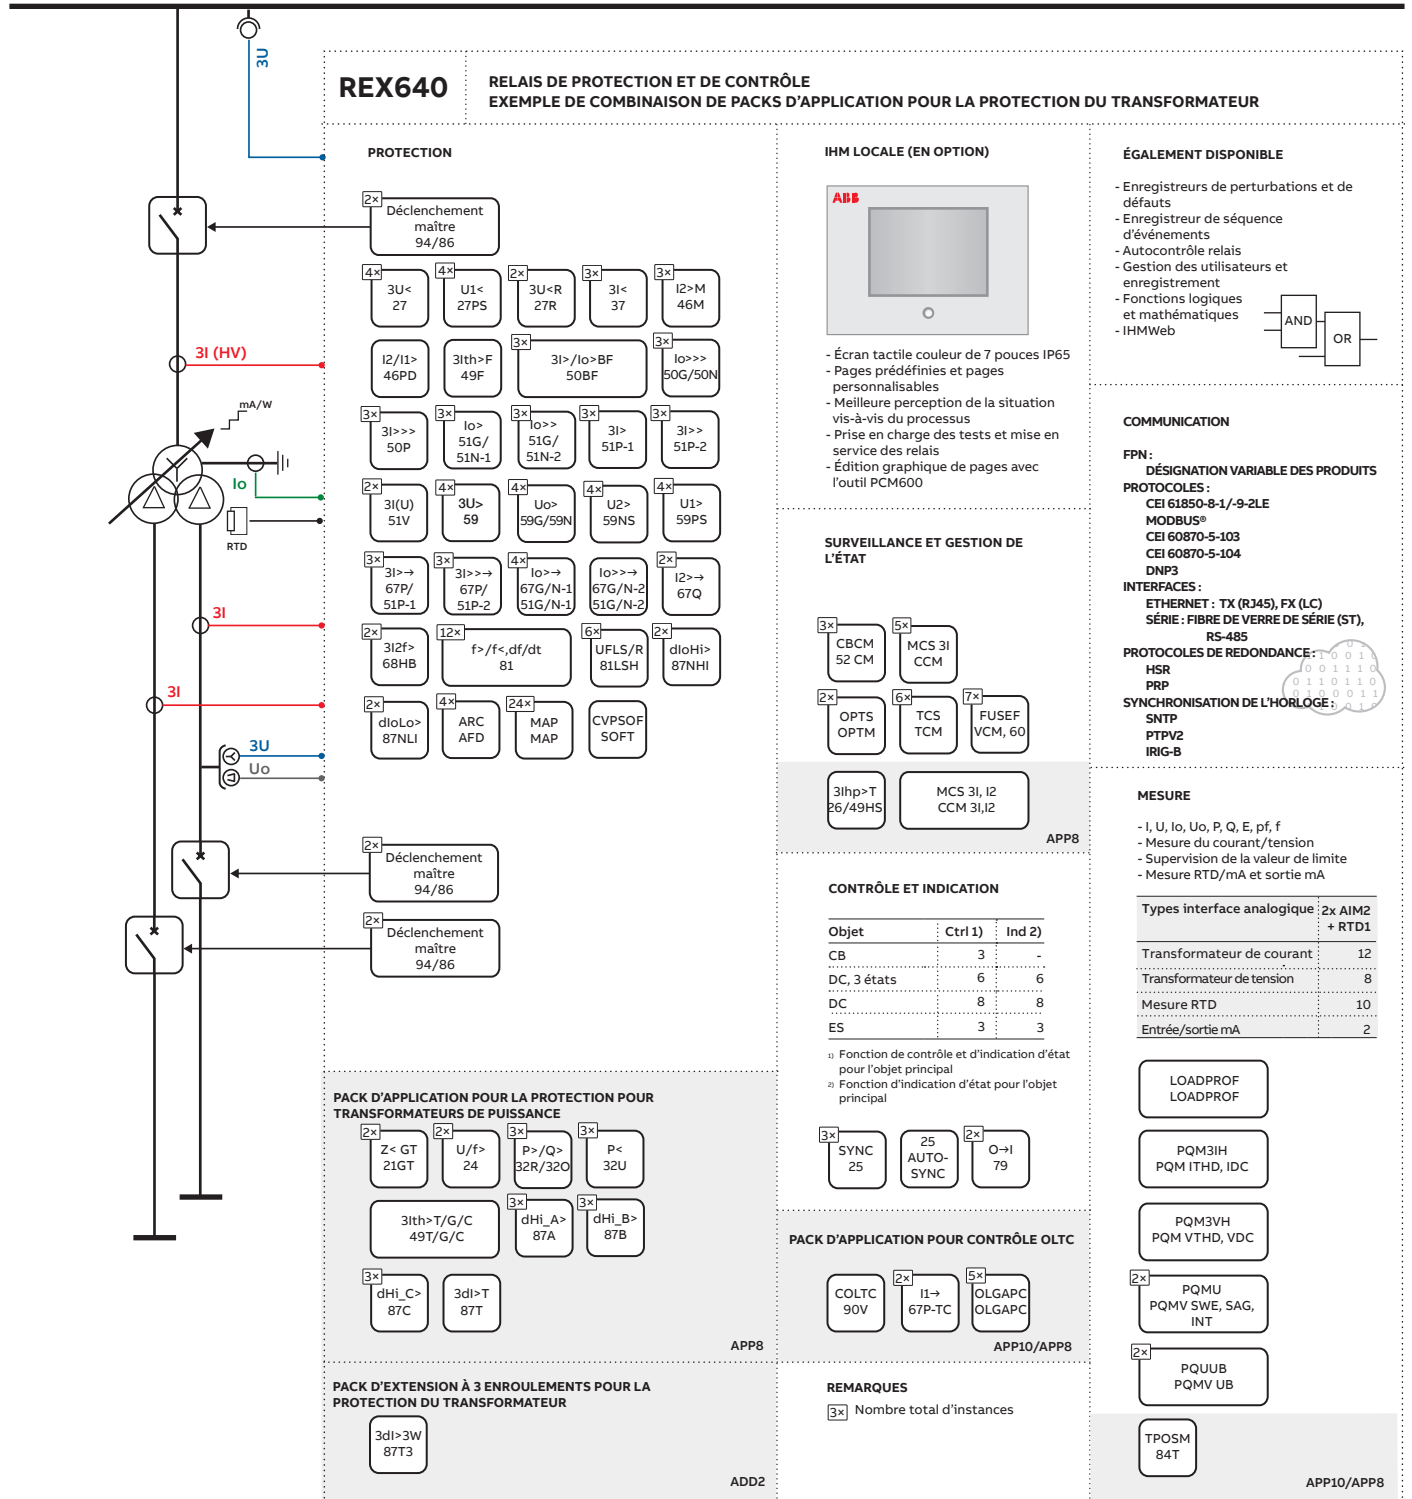 3U
REX640
RELAIS DE PROTECTION ET DE CONTRÔLE
EXEMPLE DE COMBINAISON DE PACKS D'APPLICATION POUR LA PROTECTION DU TRANSFORMATEUR
3I (HV)
mA/W
Io
RTD
3I
3I
3U
Uo
PROTECTION
2×
Déclenchement
maître
94/86
4×
3U<
27
4×
U1<
27PS
2×
3U<R
27R
3×
3I<
37
3×
I2>M
46M
I2/I1>
46PD
3Ith>F
49F
3×
3I>/Io>BF
50BF
3×
Io>>>
50G/50N
3×
3I>>>
50P
3×
Io>
51G/
51N-1
3×
Io>>
51G/
51N-2
3×
3I>
51P-1
3×
3I>>
51P-2
2×
3I(U)
51V
4×
3U>
59
4×
Uo>
59G/59N
4×
U2>
59NS
4×
U1>
59PS
3×
3I>→
67P/
51P-1
3×
3I>>→
67P/
51P-2
4×
Io>→
67G/N-1
51G/N-1
Io>>→
67G/N-2
51G/N-2
2×
I2>→
67Q
2×
3I2f>
68HB
12×
f>/f<,df/dt
81
6×
UFLS/R
81LSH
2×
dIoHi>
87NHI
2×
dIoLo>
87NLI
4×
ARC
AFD
24×
MAP
MAP
CVPSOF
SOFT
2×
Déclenchement
maître
94/86
2×
Déclenchement
maître
94/86
PACK D'APPLICATION POUR LA PROTECTION POUR
TRANSFORMATEURS DE PUISSANCE
2×
Z< GT
21GT
2×
U/f>
24
3×
P>/Q>
32R/32O
3×
P<
32U
3Ith>T/G/C
49T/G/C
3×
dHi_A>
87A
3×
dHi_B>
87B
3×
dHi_C>
87C
3dI>T
87T
APP8
PACK D'EXTENSION À 3 ENROULEMENTS POUR LA
PROTECTION DU TRANSFORMATEUR
3dI>3W
87T3
ADD2
IHM LOCALE (EN OPTION)
ABB
- Écran tactile couleur de 7 pouces IP65
- Pages prédéfinies et pages
personnalisables
- Meilleure perception de la situation
vis-à-vis du processus
- Prise en charge des tests et mise en
service des relais
- Édition graphique de pages avec
l'outil PCM600
SURVEILLANCE ET GESTION DE
L'ÉTAT
3×
CBCM
52 CM
5×
MCS 3I
CCM
2×
OPTS
OPTM
6×
TCS
TCM
7×
FUSEF
VCM, 60
3Ihp>T
26/49HS
MCS 3I, I2
CCM 3I,I2
APP8
CONTRÔLE ET INDICATION
Objet Ctrl 1) Ind 2)
CB 3 -
DC, 3 états 6 6
DC 8 8
ES 3 3
1) Fonction de contrôle et d'indication d'état
pour l'objet principal
2) Fonction d'indication d'état pour l'objet
principal
3×
SYNC
25
25
AUTO-
SYNC
2×
O→I
79
PACK D'APPLICATION POUR CONTRÔLE OLTC
COLTC
90V
2×
I1→
67P-TC
5×
OLGAPC
OLGAPC
APP10/APP8
REMARQUES
3× Nombre total d'instances
ÉGALEMENT DISPONIBLE
- Enregistreurs de perturbations et de
défauts
- Enregistreur de séquence
d'événements
- Autocontrôle relais
- Gestion des utilisateurs et
enregistrement
- Fonctions logiques
et mathématiques
- IHMWeb
AND
OR
COMMUNICATION
FPN :
DÉSIGNATION VARIABLE DES PRODUITS
PROTOCOLES :
CEI 61850-8-1/-9-2LE
MODBUS®
CEI 60870-5-103
CEI 60870-5-104
DNP3
INTERFACES :
ETHERNET : TX (RJ45), FX (LC)
SÉRIE : FIBRE DE VERRE DE SÉRIE (ST),
RS-485
PROTOCOLES DE REDONDANCE :
HSR
PRP
SYNCHRONISATION DE L'HORLOGE :
SNTP
PTPV2
IRIG-B
MESURE
- I, U, Io, Uo, P, Q, E, pf, f
- Mesure du courant/tension
- Supervision de la valeur de limite
- Mesure RTD/mA et sortie mA
Types interface analogique 2x AIM2
+ RTD1
Transformateur de courant 12
Transformateur de tension 8
Mesure RTD 10
Entrée/sortie mA 2
LOADPROF
LOADPROF
PQM3IH
PQM ITHD, IDC
PQM3VH
PQM VTHD, VDC
2×
PQMU
PQMV SWE, SAG,
INT
2×
PQUUB
PQMV UB
TPOSM
84T
APP10/APP8